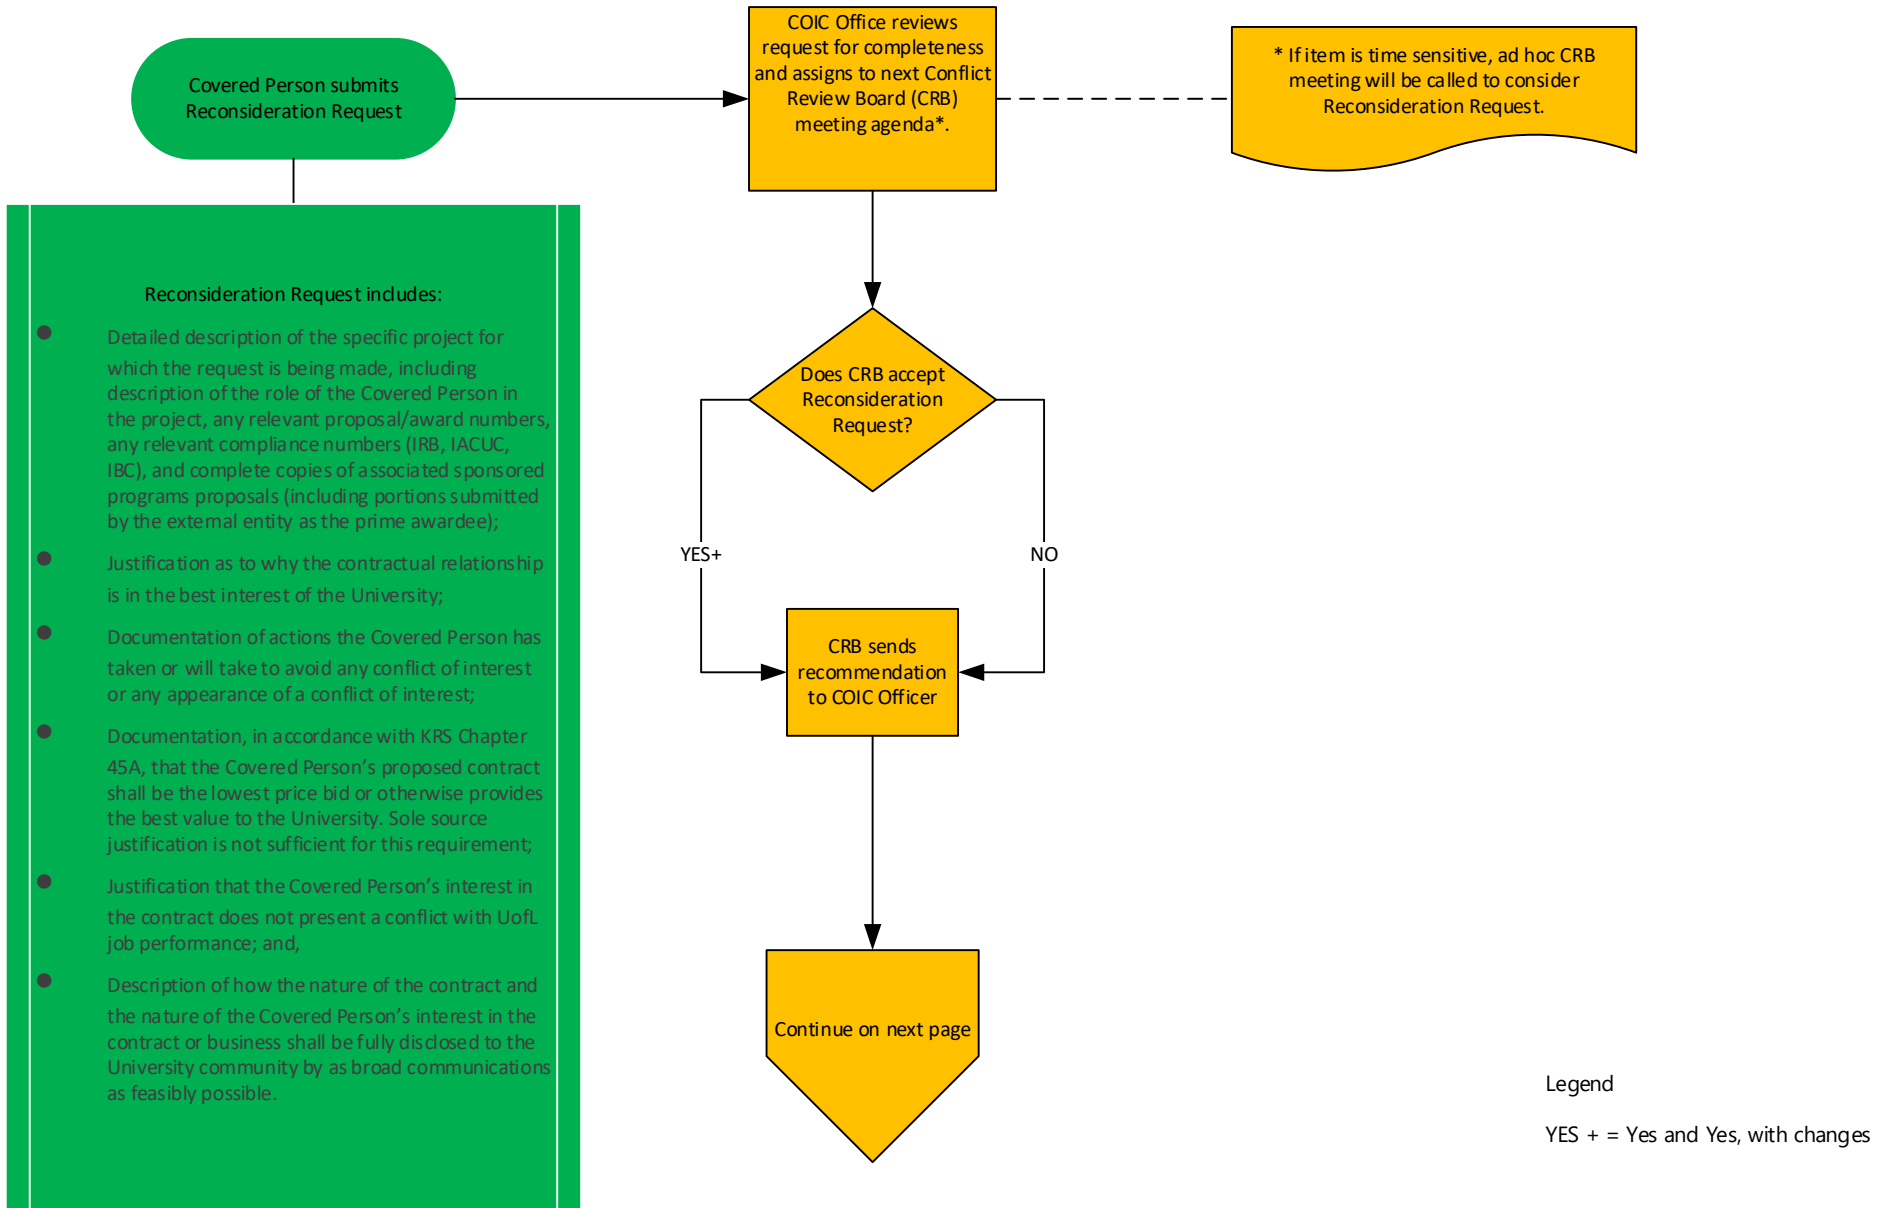 Covered Person submits
Reconsideration Request
COIC Office reviews
request for completeness
and assigns to next Conflict
Review Board (CRB)
meeting agenda*.
* If item is time sensitive, ad hoc CRB
meeting will be called to consider
Reconsideration Request.
Reconsideration Request includes:
● Detailed description of the specific project for
which the request is being made, including
description of the role of the Covered Person in
the project, any relevant proposal/award numbers,
any relevant compliance numbers (IRB, IACUC,
IBC), and complete copies of associated sponsored
programs proposals (including portions submitted
by the external entity as the prime awardee);
● Justification as to why the contractual relationship
is in the best interest of the University;
● Documentation of actions the Covered Person has
taken or will take to avoid any conflict of interest
or any appearance of a conflict of interest;
● Documentation, in accordance with KRS Chapter
45A, that the Covered Person’s proposed contract
shall be the lowest price bid or otherwise provides
the best value to the University. Sole source
justification is not sufficient for this requirement;
● Justification that the Covered Person’s interest in
the contract does not present a conflict with UofL
job performance; and,
● Description of how the nature of the contract and
the nature of the Covered Person’s interest in the
contract or business shall be fully disclosed to the
University community by as broad communications
as feasibly possible.
Does CRB accept
Reconsideration
Request?
YES+
NO
CRB sends
recommendation
to COIC Officer
Continue on next page
Legend
YES + = Yes and Yes, with changes